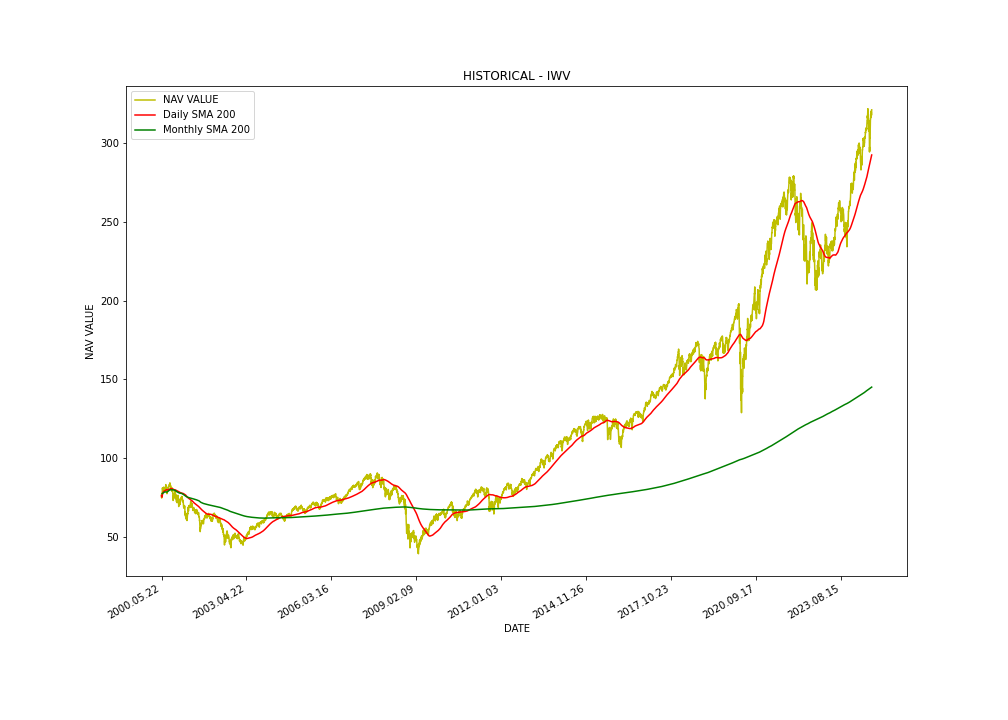 HISTORICAL - IWV
NAV VALUE
Daily SMA 200
Monthly SMA 200
300
250
200
150
100
50
NAV VALUE
2000.05.22
2003.04.22
2006.03.16
2009.02.09
2012.01.03
2014.11.26
2017.10.23
2020.09.17
2023.08.15
DATE